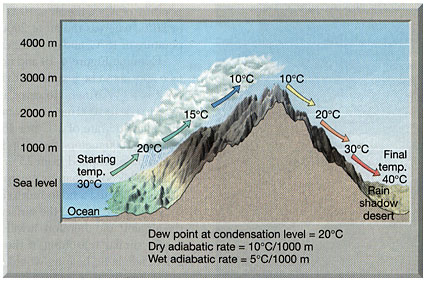 4000 m
3000 m
10°C
10°C
2000 m
15°C
20°C
1000 m
20°C
30°C
Starting
temp.
30°C
Final
temp.
40°C
Sea level
Rain
shadow
desert
Ocean
Dew point at condensation level = 20°C
Dry adiabatic rate = 10°C/1000 m
Wet adiabatic rate = 5°C/1000 m